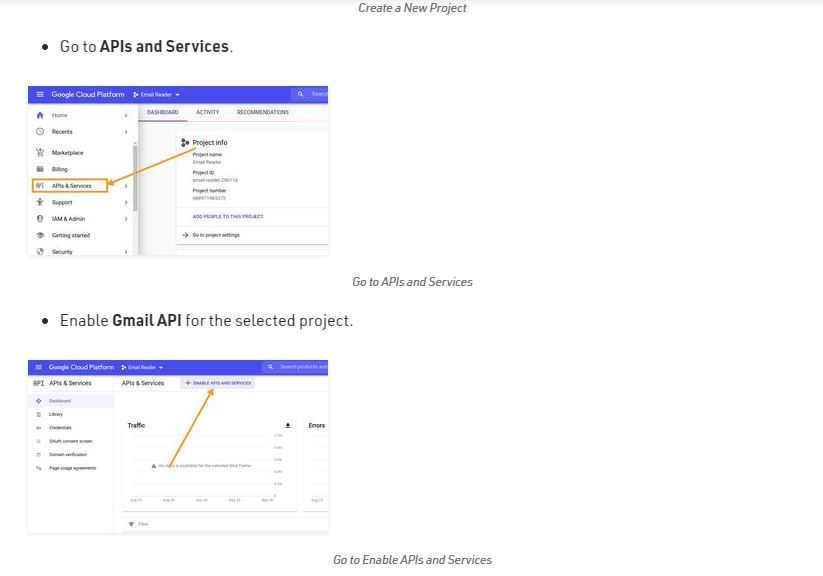 Create a New Project
Go to APIs and Services.
Google Cloud Platform Email Reader
DASHBOARD ACTIVITY RECOMMENDATIONS
Home
Recents
Marketplace
Billing
API APIs & Services
Support
IAM & Admin
Getting started
Security
Project info
Project name
Email Reader
Project ID
Project number
ADD PEOPLE TO THIS PROJECT
Go to project settings
Go to APIs and Services
Enable Gmail API for the selected project.
Google Cloud Platform Email Reader Search products and
API APIs & Services APIs & Services ENABLE APIS AND SERVICES
Dashboard
Library
Credentials
OAuth consent screen
Domain verification
Page usage agreements
Traffic
Errors
No data is available for the selected time frame.
Filter
Go to Enable APIs and Services